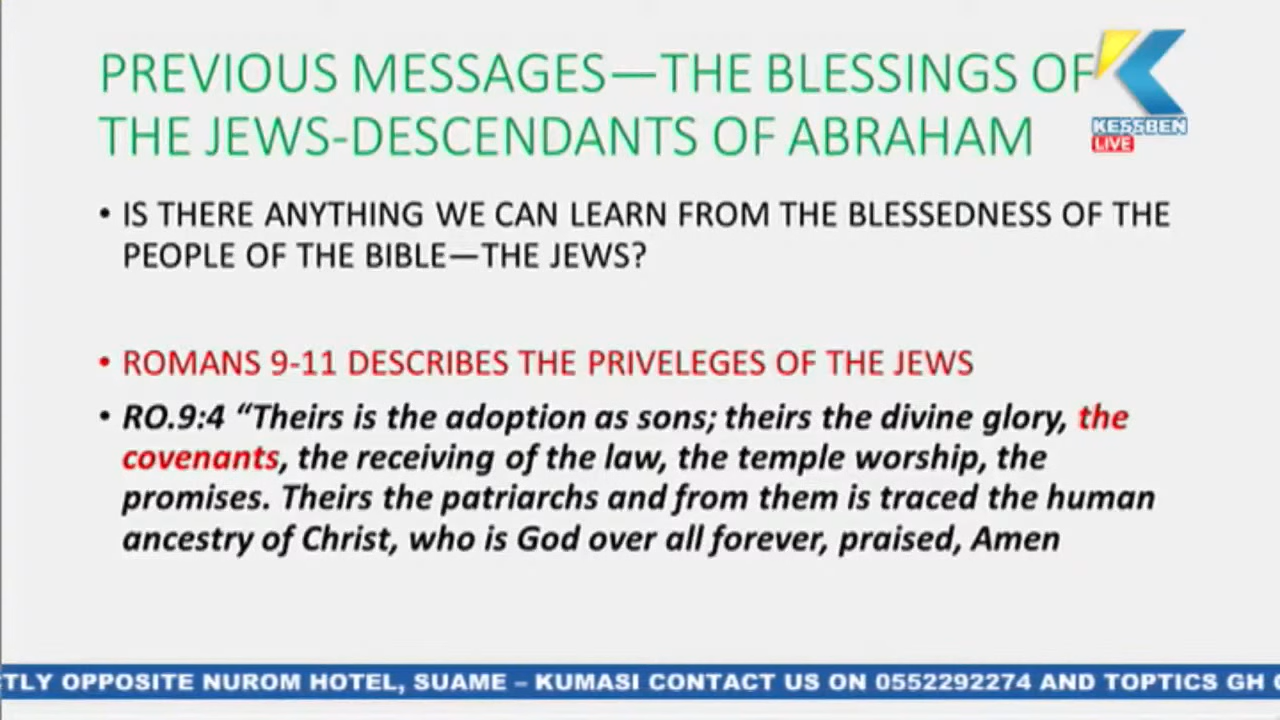 PREVIOUS MESSAGES—THE BLESSINGS OF
THE JEWS-DESCENDANTS OF ABRAHAM
KESSBEN
LIVE
• IS THERE ANYTHING WE CAN LEARN FROM THE BLESSEDNESS OF THE
PEOPLE OF THE BIBLE—THE JEWS?
• ROMANS 9-11 DESCRIBES THE PRIVELEGES OF THE JEWS
• RO.9:4 “Theirs is the adoption as sons; theirs the divine glory, the
covenants, the receiving of the law, the temple worship, the
promises. Theirs the patriarchs and from them is traced the human
ancestry of Christ, who is God over all forever, praised, Amen
TLY OPPOSITE NUROM HOTEL, SUAME – KUMASI CONTACT US ON 0552292274 AND TOPTICS GH